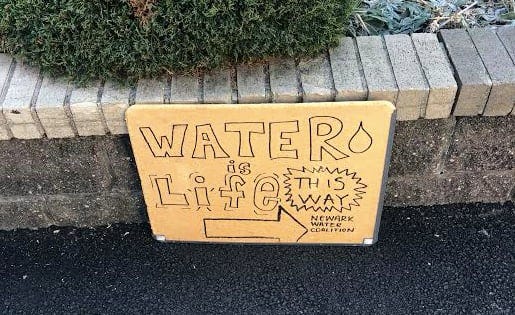 WATER
is
Life
THIS
WAY
NEWARK
WATER
COALITION